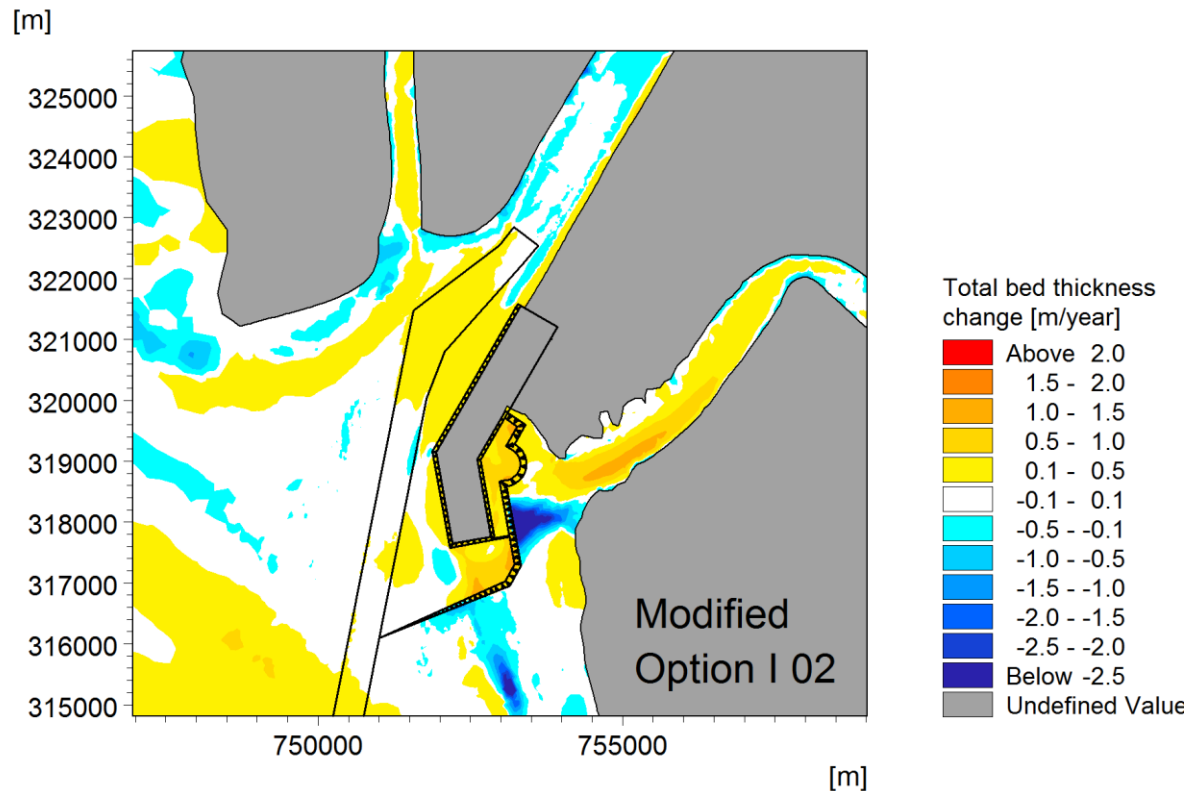 [m]
325000
324000
323000
322000
321000
320000
319000
318000
317000
316000
315000
750000
755000
[m]
Modified
Option I 02
Total bed thickness
change [m/year]
Above 2.0
1.5 - 2.0
1.0 - 1.5
0.5 - 1.0
0.1 - 0.5
-0.1 - 0.1
-0.5 - -0.1
-1.0 - -0.5
-1.5 - -1.0
-2.0 - -1.5
-2.5 - -2.0
Below -2.5
Undefined Value